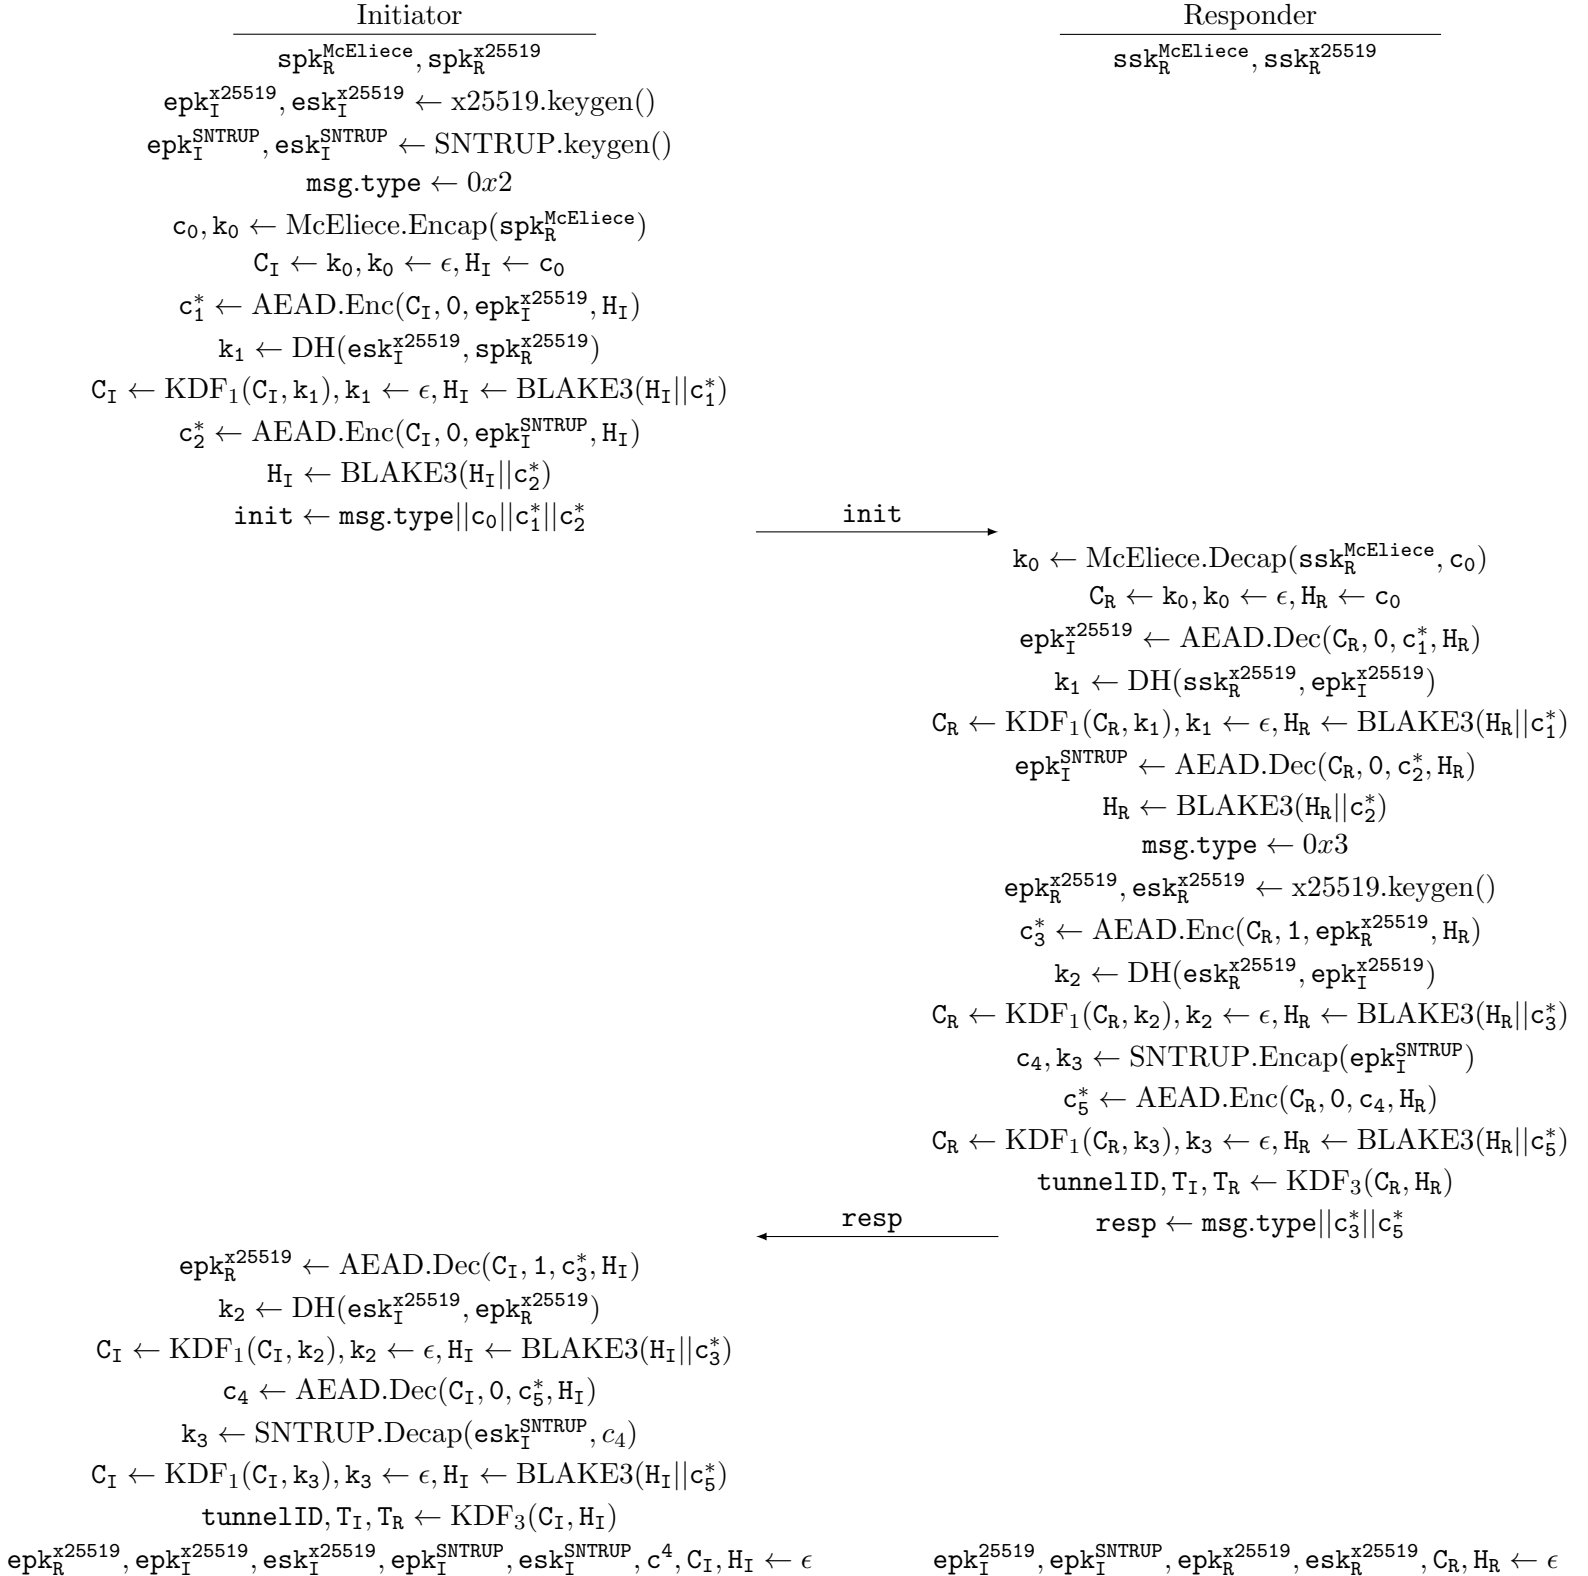 Initiator Responder
spk_R^McEliece, spk_R^x25519 ssk_R^McEliece, ssk_R^x25519
epk_I^x25519, esk_I^x25519 ← x25519.keygen()
epk_I^SNTRUP, esk_I^SNTRUP ← SNTRUP.keygen()
msg.type ← 0x2
c_0, k_0 ← McEliece.Encap(spk_R^McEliece)
C_I ← k_0, k_0 ← ϵ, H_I ← c_0
c_1^* ← AEAD.Enc(C_I, 0, epk_I^x25519, H_I)
k_1 ← DH(esk_I^x25519, spk_R^x25519)
C_I ← KDF_1(C_I, k_1), k_1 ← ϵ, H_I ← BLAKE3(H_I||c_1^*)
c_2^* ← AEAD.Enc(C_I, 0, epk_I^SNTRUP, H_I)
H_I ← BLAKE3(H_I||c_2^*)
init ← msg.type||c_0||c_1^*||c_2^* init
k_0 ← McEliece.Decap(ssk_R^McEliece, c_0)
C_R ← k_0, k_0 ← ϵ, H_R ← c_0
epk_I^x25519 ← AEAD.Dec(C_R, 0, c_1^*, H_R)
k_1 ← DH(ssk_R^x25519, epk_I^x25519)
C_R ← KDF_1(C_R, k_1), k_1 ← ϵ, H_R ← BLAKE3(H_R||c_1^*)
epk_I^SNTRUP ← AEAD.Dec(C_R, 0, c_2^*, H_R)
H_R ← BLAKE3(H_R||c_2^*)
msg.type ← 0x3
epk_R^x25519, esk_R^x25519 ← x25519.keygen()
c_3^* ← AEAD.Enc(C_R, 1, epk_R^x25519, H_R)
k_2 ← DH(esk_R^x25519, epk_I^x25519)
C_R ← KDF_1(C_R, k_2), k_2 ← ϵ, H_R ← BLAKE3(H_R||c_3^*)
c_4, k_3 ← SNTRUP.Encap(epk_I^SNTRUP)
c_5^* ← AEAD.Enc(C_R, 0, c_4, H_R)
C_R ← KDF_1(C_R, k_3), k_3 ← ϵ, H_R ← BLAKE3(H_R||c_5^*)
tunnelID, T_I, T_R ← KDF_3(C_R, H_R)
resp resp ← msg.type||c_3^*||c_5^*
epk_R^x25519 ← AEAD.Dec(C_I, 1, c_3^*, H_I)
k_2 ← DH(esk_I^x25519, epk_R^x25519)
C_I ← KDF_1(C_I, k_2), k_2 ← ϵ, H_I ← BLAKE3(H_I||c_3^*)
c_4 ← AEAD.Dec(C_I, 0, c_5^*, H_I)
k_3 ← SNTRUP.Decap(esk_I^SNTRUP, c_4)
C_I ← KDF_1(C_I, k_3), k_3 ← ϵ, H_I ← BLAKE3(H_I||c_5^*)
tunnelID, T_I, T_R ← KDF_3(C_I, H_I)
epk_R^x25519, epk_I^x25519, esk_I^x25519, epk_I^SNTRUP, esk_I^SNTRUP, c^4, C_I, H_I ← ϵ epk_I^25519, epk_I^SNTRUP, epk_R^x25519, esk_R^x25519, C_R, H_R ← ϵ